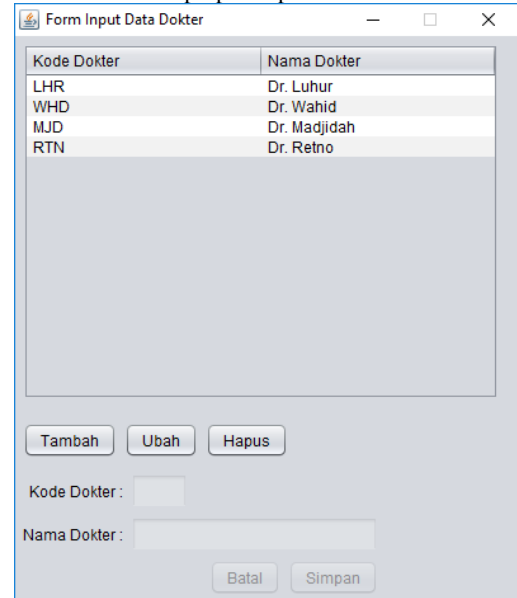 Form Input Data Dokter
Kode Dokter Nama Dokter
LHR Dr. Luhur
WHD Dr. Wahid
MJD Dr. Madjidah
RTN Dr. Retno
Tambah Ubah Hapus
Kode Dokter :
Nama Dokter :
Batal Simpan